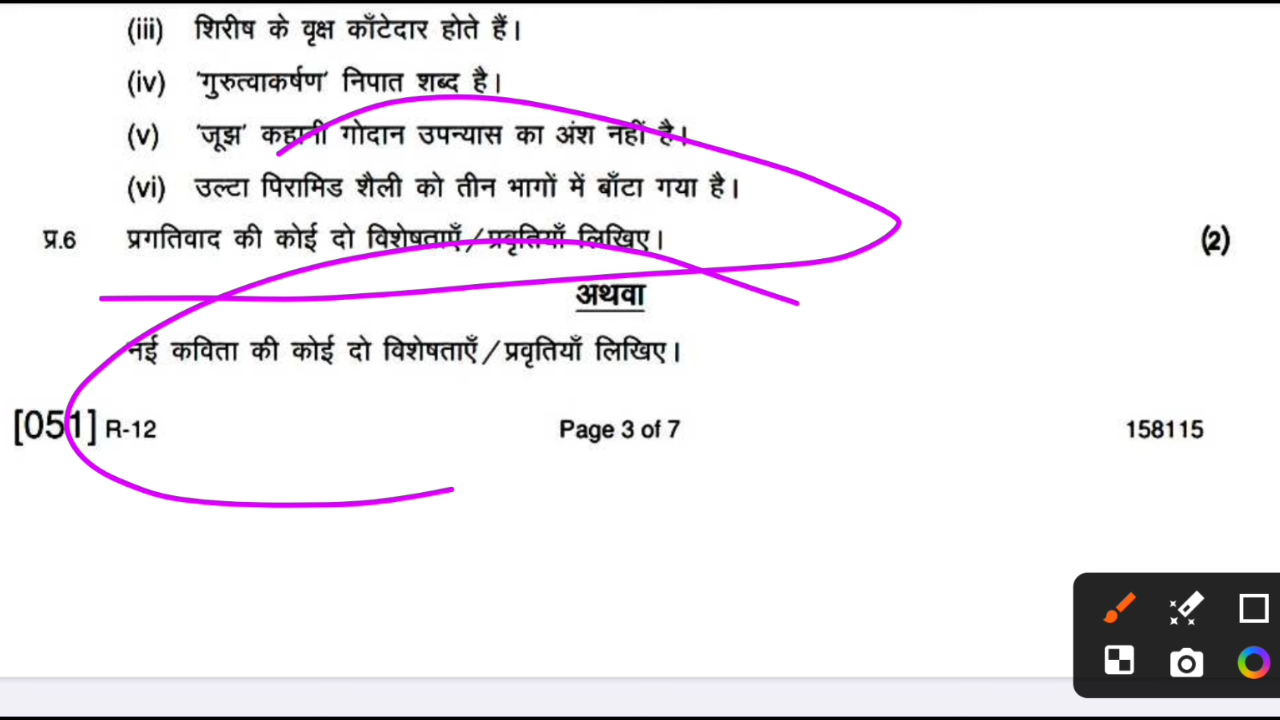 (iii) शिरीष के वृक्ष काँटेदार होते हैं।
(iv) 'गुरुत्वाकर्षण' निपात शब्द है।
(v) 'जूझ' कहानी गोदान उपन्यास का अंश नहीं है।
(vi) उल्टा पिरामिड शैली को तीन भागों में बाँटा गया है।
प्र.6 प्रगतिवाद की कोई दो विशेषताएँ/प्रवृतियाँ लिखिए। (2)
अथवा
नई कविता की कोई दो विशेषताएँ/प्रवृतियाँ लिखिए।
[051] R-12 Page 3 of 7 158115